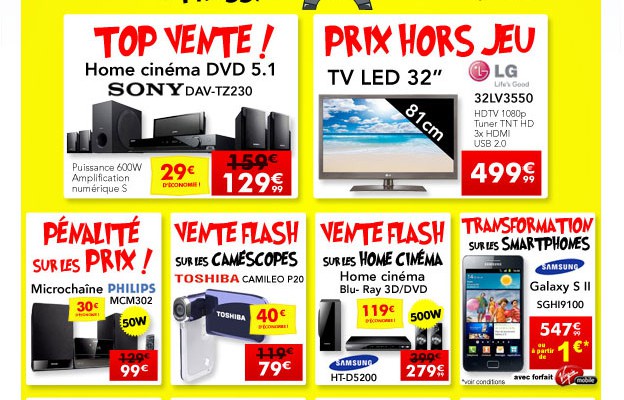 TOP VENTE !
Home cinéma DVD 5.1
SONY DAV-TZ230
Puissance 600W
Amplification
numérique S
29€
D'ÉCONOMIE !
159€
129€99
PRIX HORS JEU
TV LED 32"
LG
Life's Good
32LV3550
HDTV 1080p
Tuner TNT HD
3x HDMI
USB 2.0
81cm
499€99
PÉNALITÉ
SUR LES PRIX !
Microchaîne PHILIPS
MCM302
30€
50W
129€
99€
VENTE FLASH
SUR LES CAMÉSCOPES
TOSHIBA CAMILEO P20
TOSHIBA
40€
D'ÉCONOMIE !
119€
79€
VENTE FLASH
SUR LES HOME CINÉMA
Home cinéma
Blu- Ray 3D/DVD
119€
D'ÉCONOMIE !
500W
SAMSUNG
HT-D5200
399€
279€99
TRANSFORMATION
SUR LES SMARTPHONES
SAMSUNG
Galaxy S II
SGHI9100
547€99
ou
à partir
de
1€*
*voir conditions
avec forfait Virgin mobile